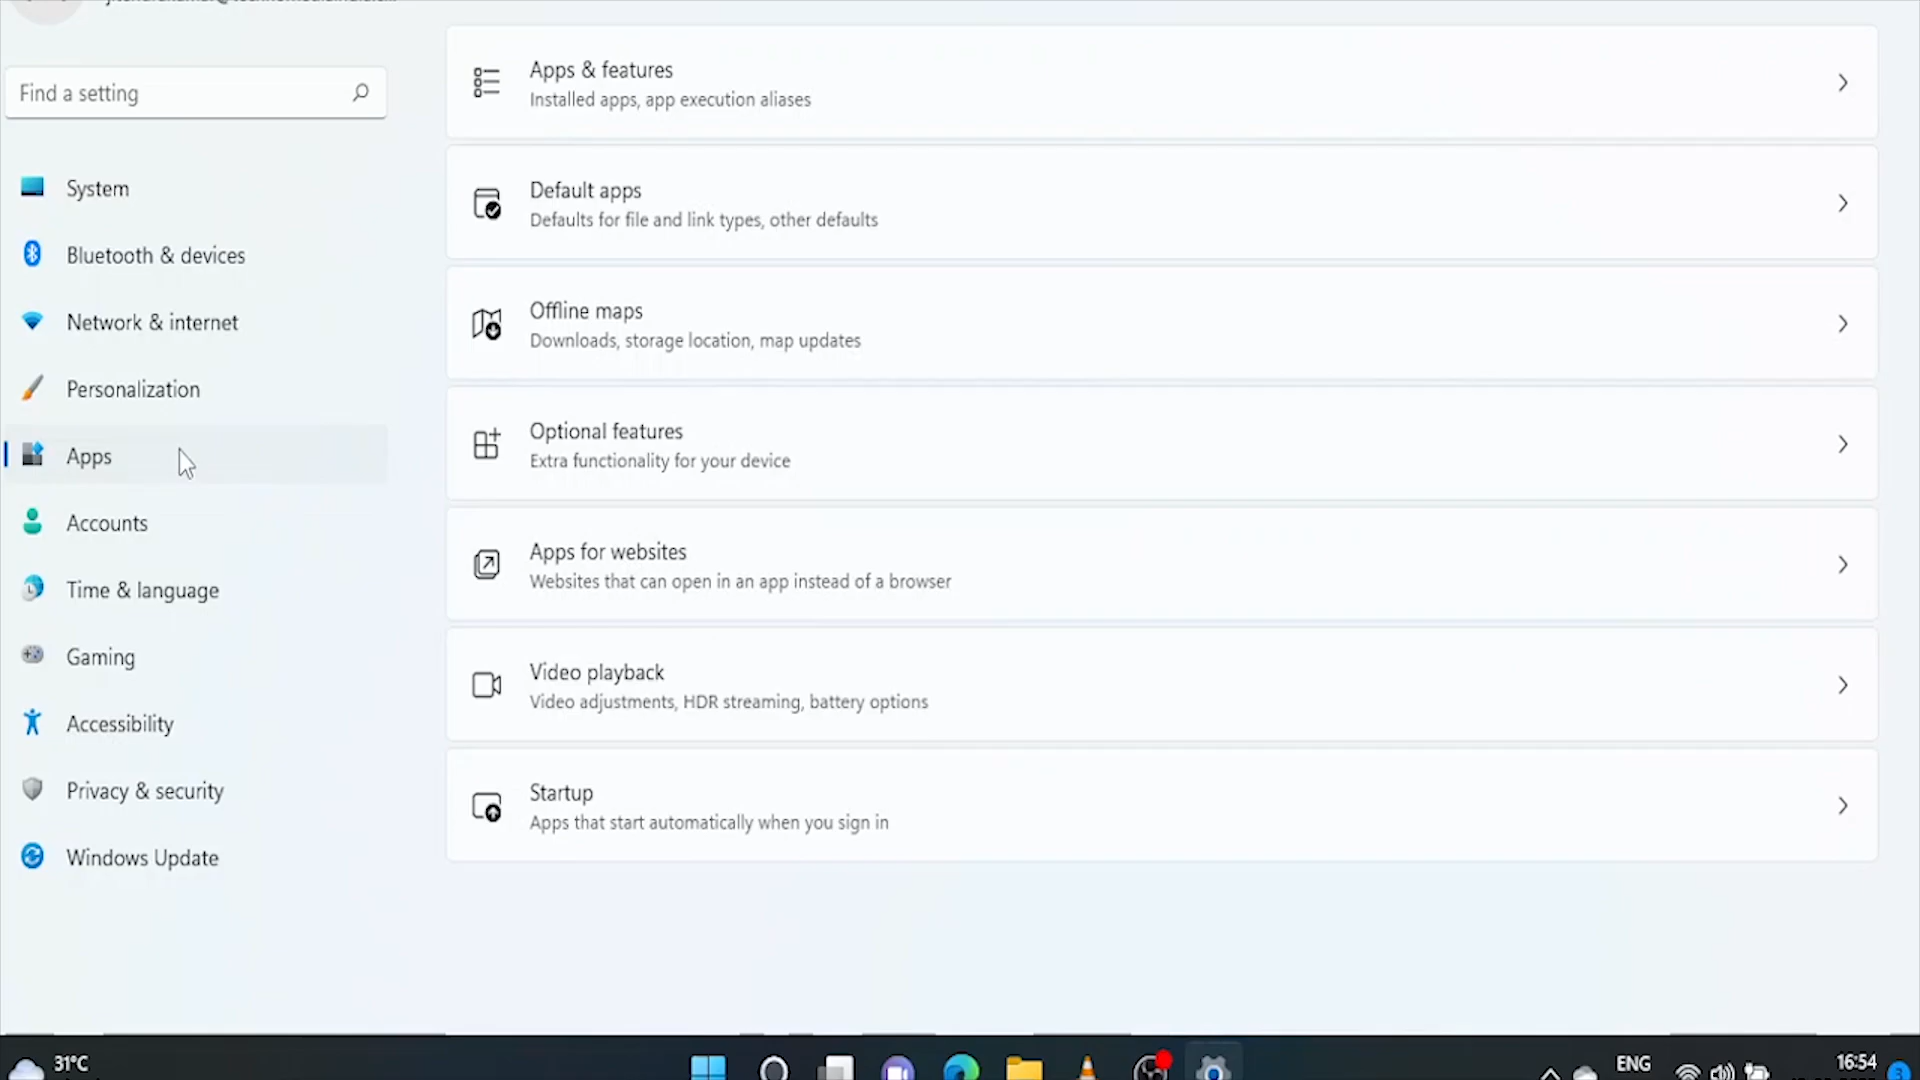 Find a setting
System
Bluetooth & devices
Network & internet
Personalization
Apps
Accounts
Time & language
Gaming
Accessibility
Privacy & security
Windows Update
Apps & features
Installed apps, app execution aliases
Default apps
Defaults for file and link types, other defaults
Offline maps
Downloads, storage location, map updates
Optional features
Extra functionality for your device
Apps for websites
Websites that can open in an app instead of a browser
Video playback
Video adjustments, HDR streaming, battery options
Startup
Apps that start automatically when you sign in
31°C
ENG
16:54
3